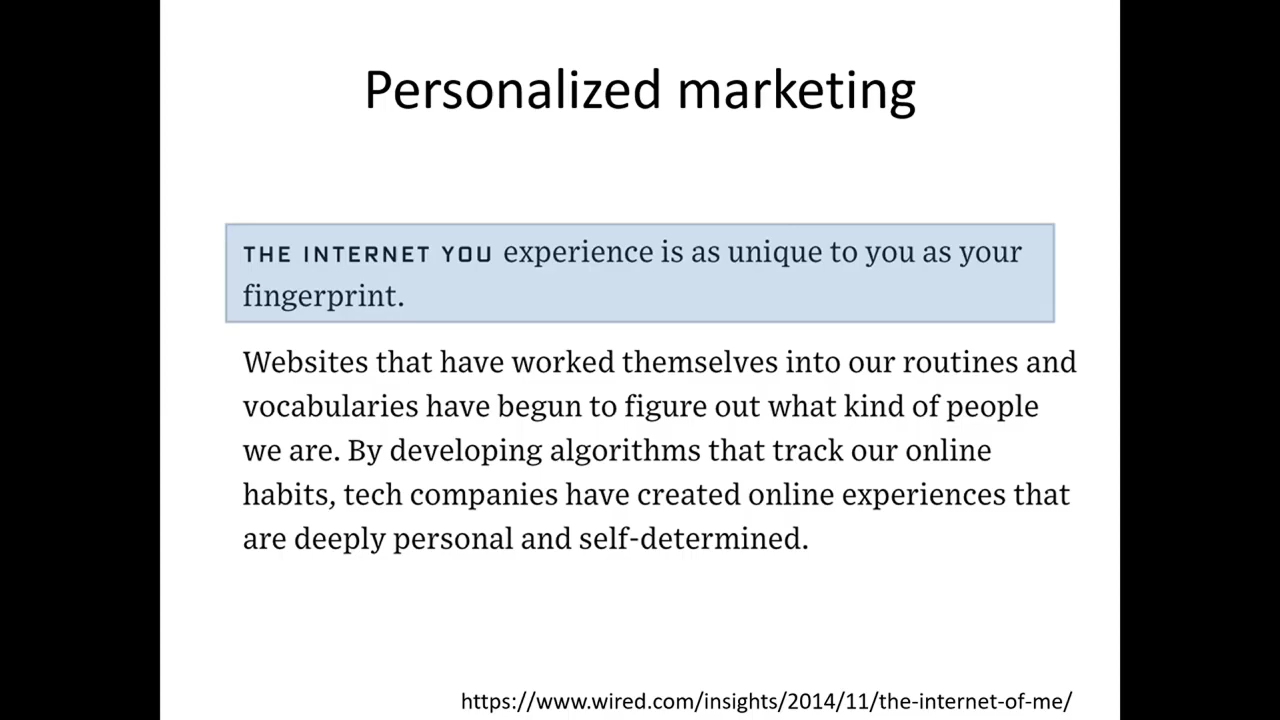 Personalized marketing
THE INTERNET YOU experience is as unique to you as your
fingerprint.
Websites that have worked themselves into our routines and
vocabularies have begun to figure out what kind of people
we are. By developing algorithms that track our online
habits, tech companies have created online experiences that
are deeply personal and self-determined.
https://www.wired.com/insights/2014/11/the-internet-of-me/